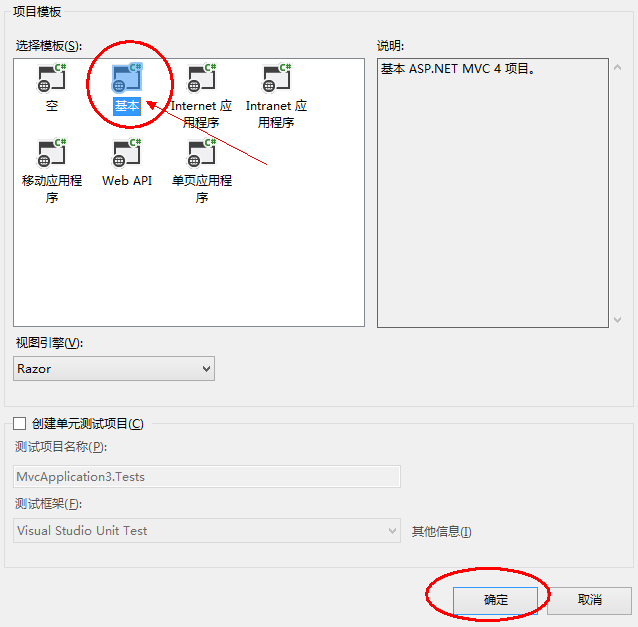 项目模板
选择模板(S):
说明:
C#
C#
C#
C#
空
基本
Internet 应
用程序
Intranet 应
用程序
基本 ASP.NET MVC 4 项目。
C#
C#
C#
移动应用程
序
Web API
单页应用程
序
视图引擎(V):
Razor
创建单元测试项目(C)
测试项目名称(P):
MvcApplication3.Tests
测试框架(F):
Visual Studio Unit Test
其他信息(I)
确定
取消